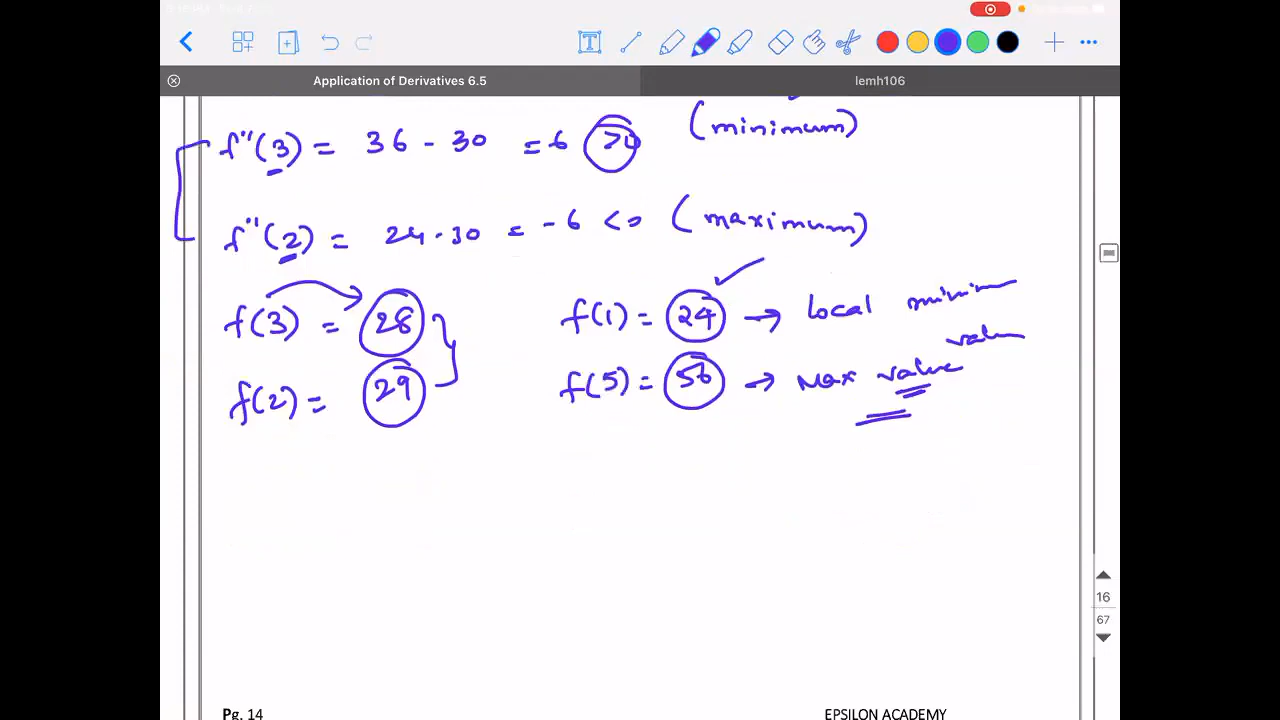 Application of Derivatives 6.5
lemh106
(minimum)
f''(3) = 36 - 30 = 6 >0
f''(2) = 24 - 30 = - 6 <0 (maximum)
f(3) = 28
f(1) = 24 → local minimum value
f(2) = 29
f(5) = 56 → Max value
16
67
Pg. 14
EPSILON ACADEMY